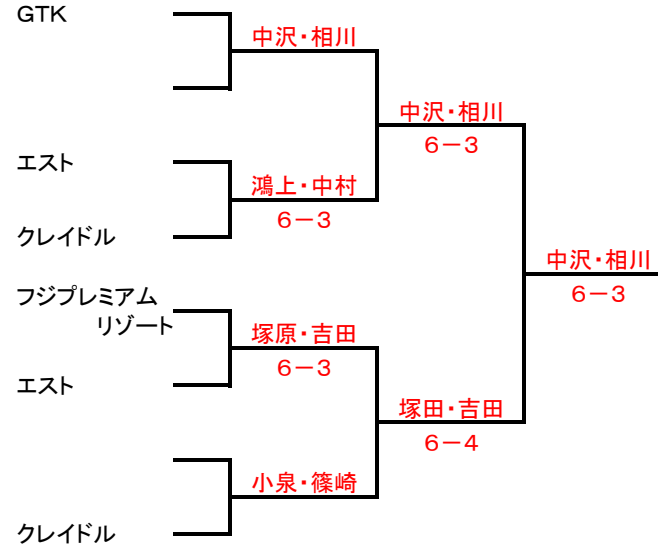 GTK
中沢・相川
中沢・相川
6－3
エスト
鴻上・中村
6－3
クレイドル
中沢・相川
6－3
フジプレミアム
リゾート
塚原・吉田
6－3
エスト
塚田・吉田
6－4
小泉・篠崎
クレイドル